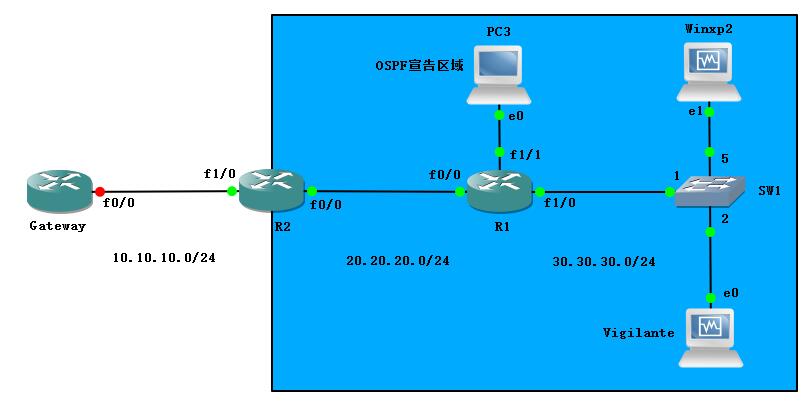 PC3
Winxp2
OSPF宣告区域
e0
e1
f1/1
5
f1/0
f0/0
1
SW1
f0/0
f0/0
f1/0
2
Gateway
R2
R1
10.10.10.0/24
20.20.20.0/24
30.30.30.0/24
e0
Vigilante